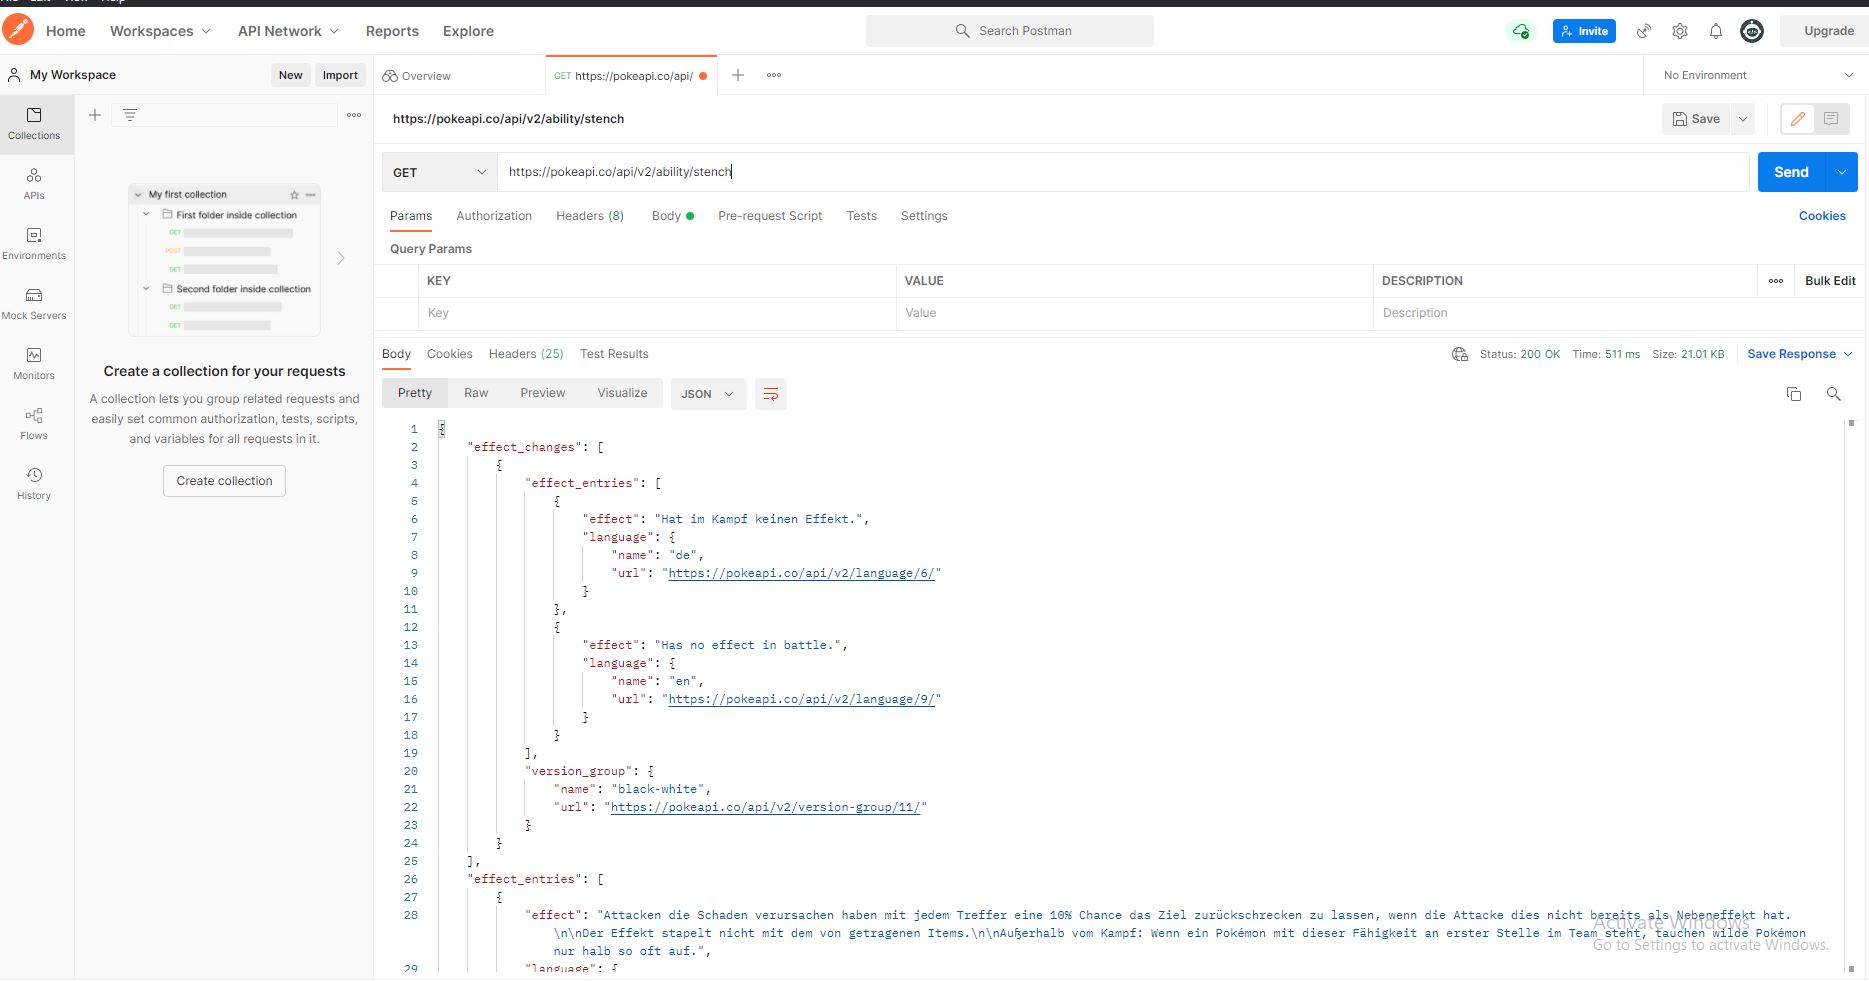 Home
Workspaces
API Network
Reports
Explore
Search Postman
Invite
Upgrade
My Workspace
New
Import
Overview
GET https://pokeapi.co/api/
No Environment
Collections
APIs
Environments
Mock Servers
Monitors
Flows
History
My first collection
First folder inside collection
GET
POST
GET
Second folder inside collection
GET
GET
Create a collection for your requests
A collection lets you group related requests and
easily set common authorization, tests, scripts,
and variables for all requests in it.
Create collection
https://pokeapi.co/api/v2/ability/stench
Save
GET
https://pokeapi.co/api/v2/ability/stench
Send
Params
Authorization
Headers (8)
Body
Pre-request Script
Tests
Settings
Cookies
Query Params
KEY
VALUE
DESCRIPTION
Bulk Edit
Key
Value
Description
Body
Cookies
Headers (25)
Test Results
Status: 200 OK
Time: 511 ms
Size: 21.01 KB
Save Response
Pretty
Raw
Preview
Visualize
JSON
1 {
2 "effect_changes": [
3 {
4 "effect_entries": [
5 {
6 "effect": "Hat im Kampf keinen Effekt.",
7 "language": {
8 "name": "de",
9 "url": "https://pokeapi.co/api/v2/language/6/"
10 }
11 },
12 {
13 "effect": "Has no effect in battle.",
14 "language": {
15 "name": "en",
16 "url": "https://pokeapi.co/api/v2/language/9/"
17 }
18 }
19 ],
20 "version_group": {
21 "name": "black-white",
22 "url": "https://pokeapi.co/api/v2/version-group/11/"
23 }
24 }
25 ],
26 "effect_entries": [
27 {
28 "effect": "Attacken die Schaden verursachen haben mit jedem Treffer eine 10% Chance das Ziel zurückschrecken zu lassen, wenn die Attacke dies nicht bereits als Nebeneffekt hat.
\n\nDer Effekt stapelt nicht mit dem von getragenen Items.\n\nAußerhalb vom Kampf: Wenn ein Pokémon mit dieser Fähigkeit an erster Stelle im Team steht, tauchen wilde Pokémon
nur halb so oft auf.",
29 "language": {
Activate Windows
Go to Settings to activate Windows.